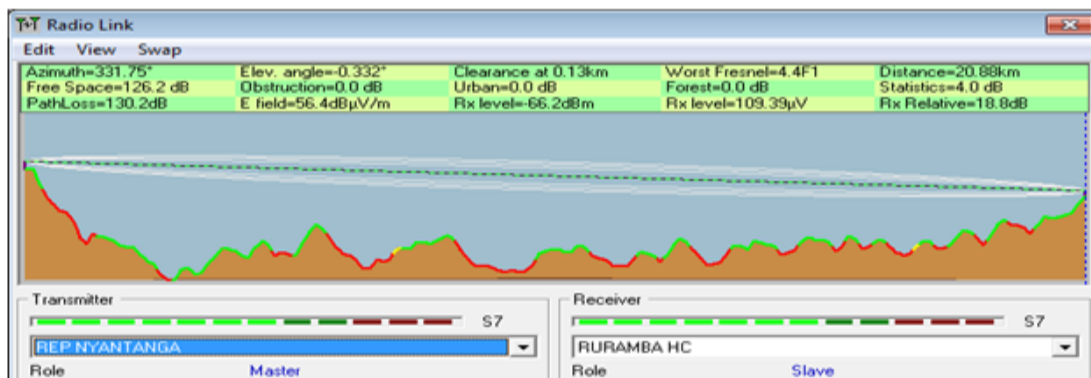 Radio Link
Edit View Swap
Azimuth=331.75° Elev. angle=-0.332° Clearance at 0.13km Worst Fresnel=4.4F1 Distance=20.88km
Free Space=126.2 dB Obstruction=0.0 dB Urban=0.0 dB Forest=0.0 dB Statistics=4.0 dB
PathLoss=130.2dB E field=56.4dBµV/m Rx level=-66.2dBm Rx level=109.39µV Rx Relative=18.8dB
Transmitter Receiver
S7 S7
REP NYANTANGA RURAMBA HC
Role Master Role Slave